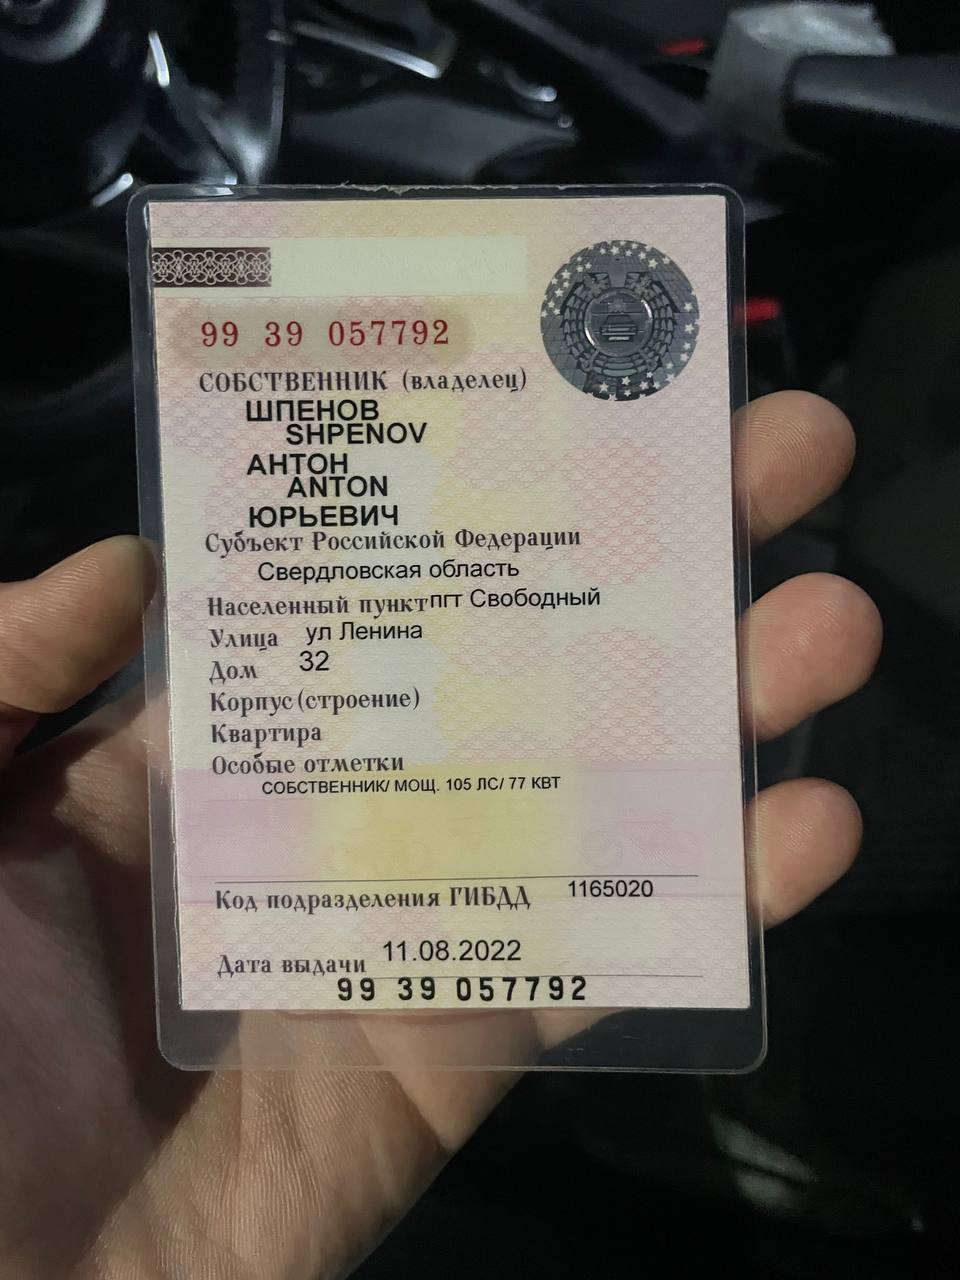 99 39 057792
СОБСТВЕННИК (владелец)
ШПЕНОВ
SHPENOV
АНТОН
ANTON
ЮРЬЕВИЧ
Субъект Российской Федерации
Свердловская область
Населенный пункт пгт Свободный
Улица ул Ленина
Дом 32
Корпус (строение)
Квартира
Особые отметки
СОБСТВЕННИК/ МОЩ. 105 ЛС/ 77 КВТ
Код подразделения ГИБДД 1165020
Дата выдачи 11.08.2022
99 39 057792